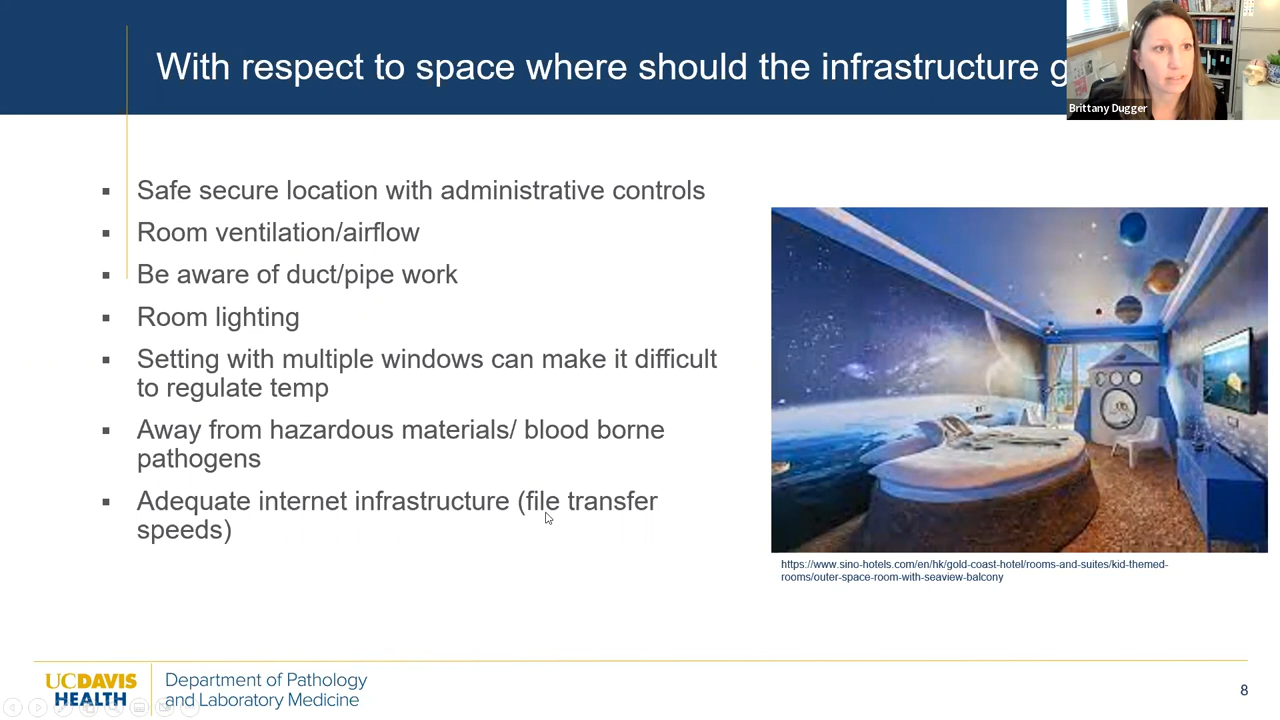 With respect to space where should the infrastructure g
Brittany Dugger
▪ Safe secure location with administrative controls
▪ Room ventilation/airflow
▪ Be aware of duct/pipe work
▪ Room lighting
▪ Setting with multiple windows can make it difficult
to regulate temp
▪ Away from hazardous materials/ blood borne
pathogens
▪ Adequate internet infrastructure (file transfer
speeds)
https://www.sino-hotels.com/en/hk/gold-coast-hotel/rooms-and-suites/kid-themed-
rooms/outer-space-room-with-seaview-balcony
UCDAVIS
HEALTH
Department of Pathology
and Laboratory Medicine
8